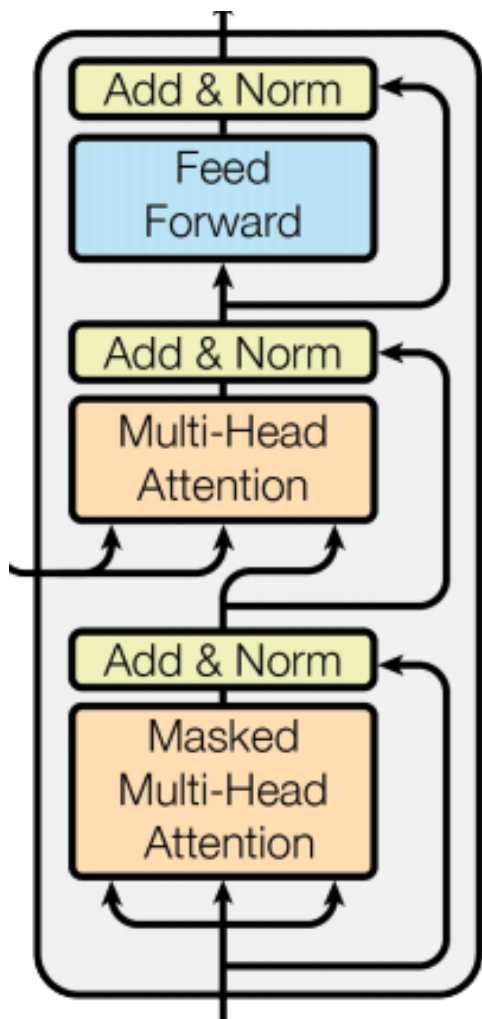 Add & Norm
Feed
Forward
Add & Norm
Multi-Head
Attention
Add & Norm
Masked
Multi-Head
Attention